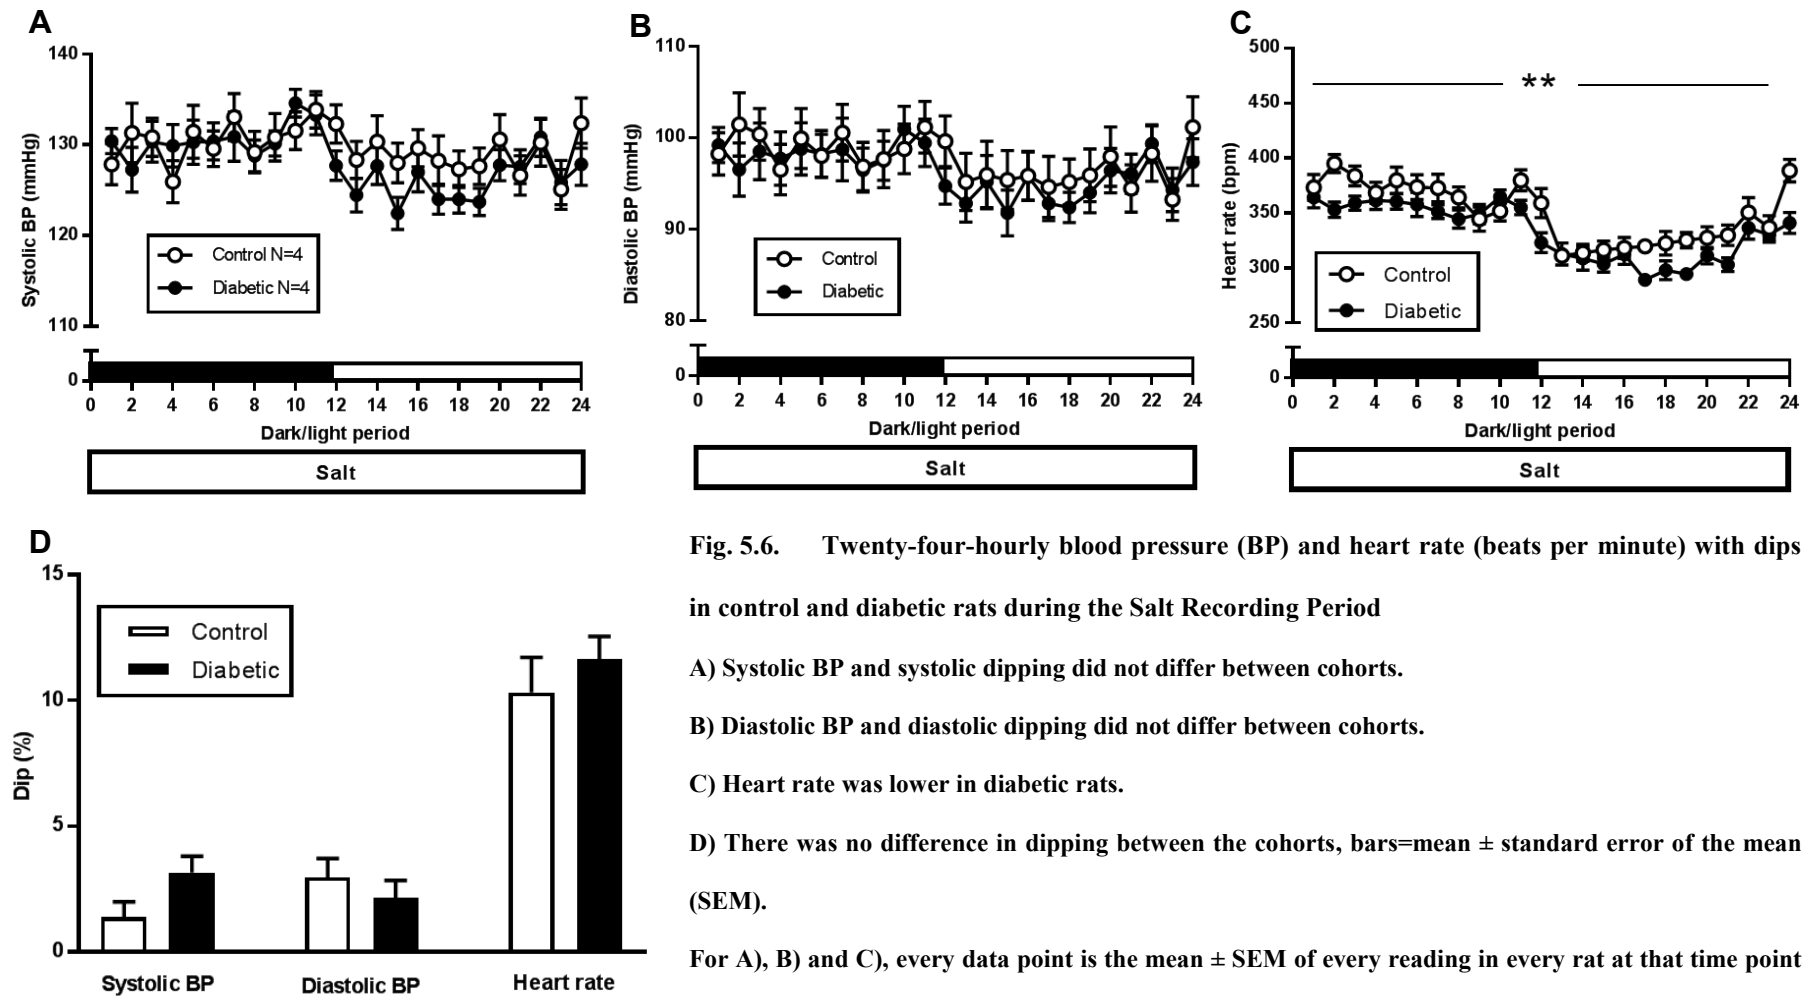 A
140
130
120
110
0
Systolic BP (mmHg)
Control N=4
Diabetic N=4
0 2 4 6 8 10 12 14 16 18 20 22 24
Dark/light period
Salt
B
110
100
90
80
0
Diastolic BP (mmHg)
Control
Diabetic
0 2 4 6 8 10 12 14 16 18 20 22 24
Dark/light period
Salt
C
500
450
400
350
300
250
0
Heart rate (bpm)
**
Control
Diabetic
0 2 4 6 8 10 12 14 16 18 20 22 24
Dark/light period
Salt
D
15
10
5
0
Dip (%)
Control
Diabetic
Systolic BP Diastolic BP Heart rate
Fig. 5.6. Twenty-four-hourly blood pressure (BP) and heart rate (beats per minute) with dips
in control and diabetic rats during the Salt Recording Period
A) Systolic BP and systolic dipping did not differ between cohorts.
B) Diastolic BP and diastolic dipping did not differ between cohorts.
C) Heart rate was lower in diabetic rats.
D) There was no difference in dipping between the cohorts, bars=mean ± standard error of the mean
(SEM).
For A), B) and C), every data point is the mean ± SEM of every reading in every rat at that time point